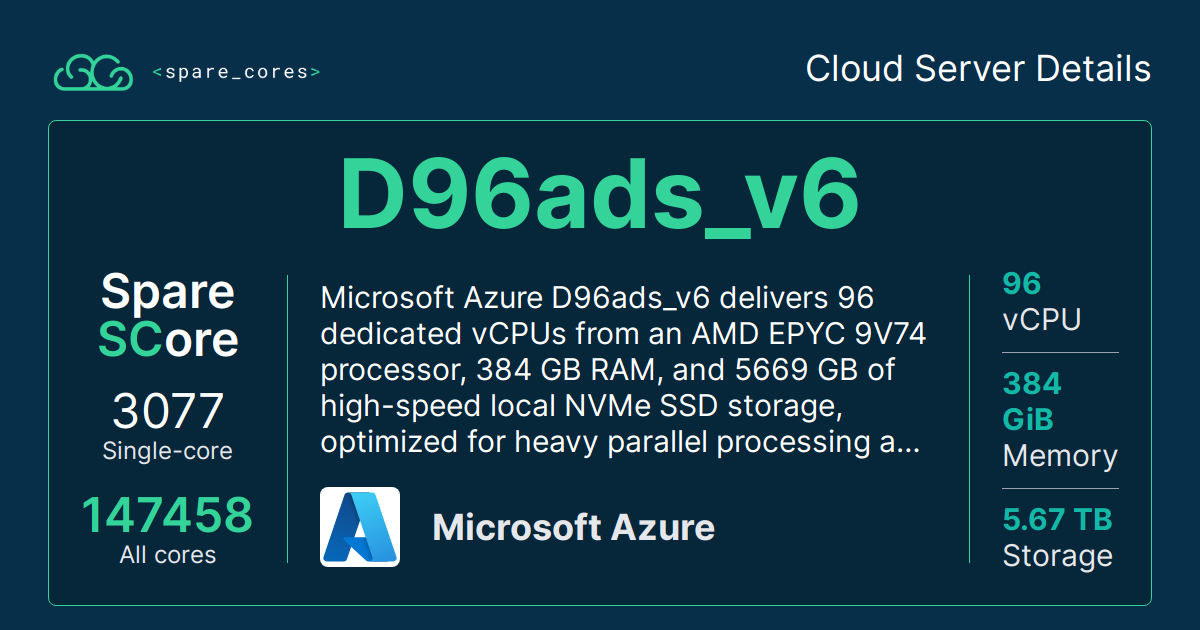 <spare_cores>
Cloud Server Details
D96ads_v6
Spare
SCore
3077
Single-core
147458
All cores
Microsoft Azure D96ads_v6 delivers 96
dedicated vCPUs from an AMD EPYC 9V74
processor, 384 GB RAM, and 5669 GB of
high-speed local NVMe SSD storage,
optimized for heavy parallel processing a...
Microsoft Azure
96
vCPU
384
GiB
Memory
5.67 TB
Storage